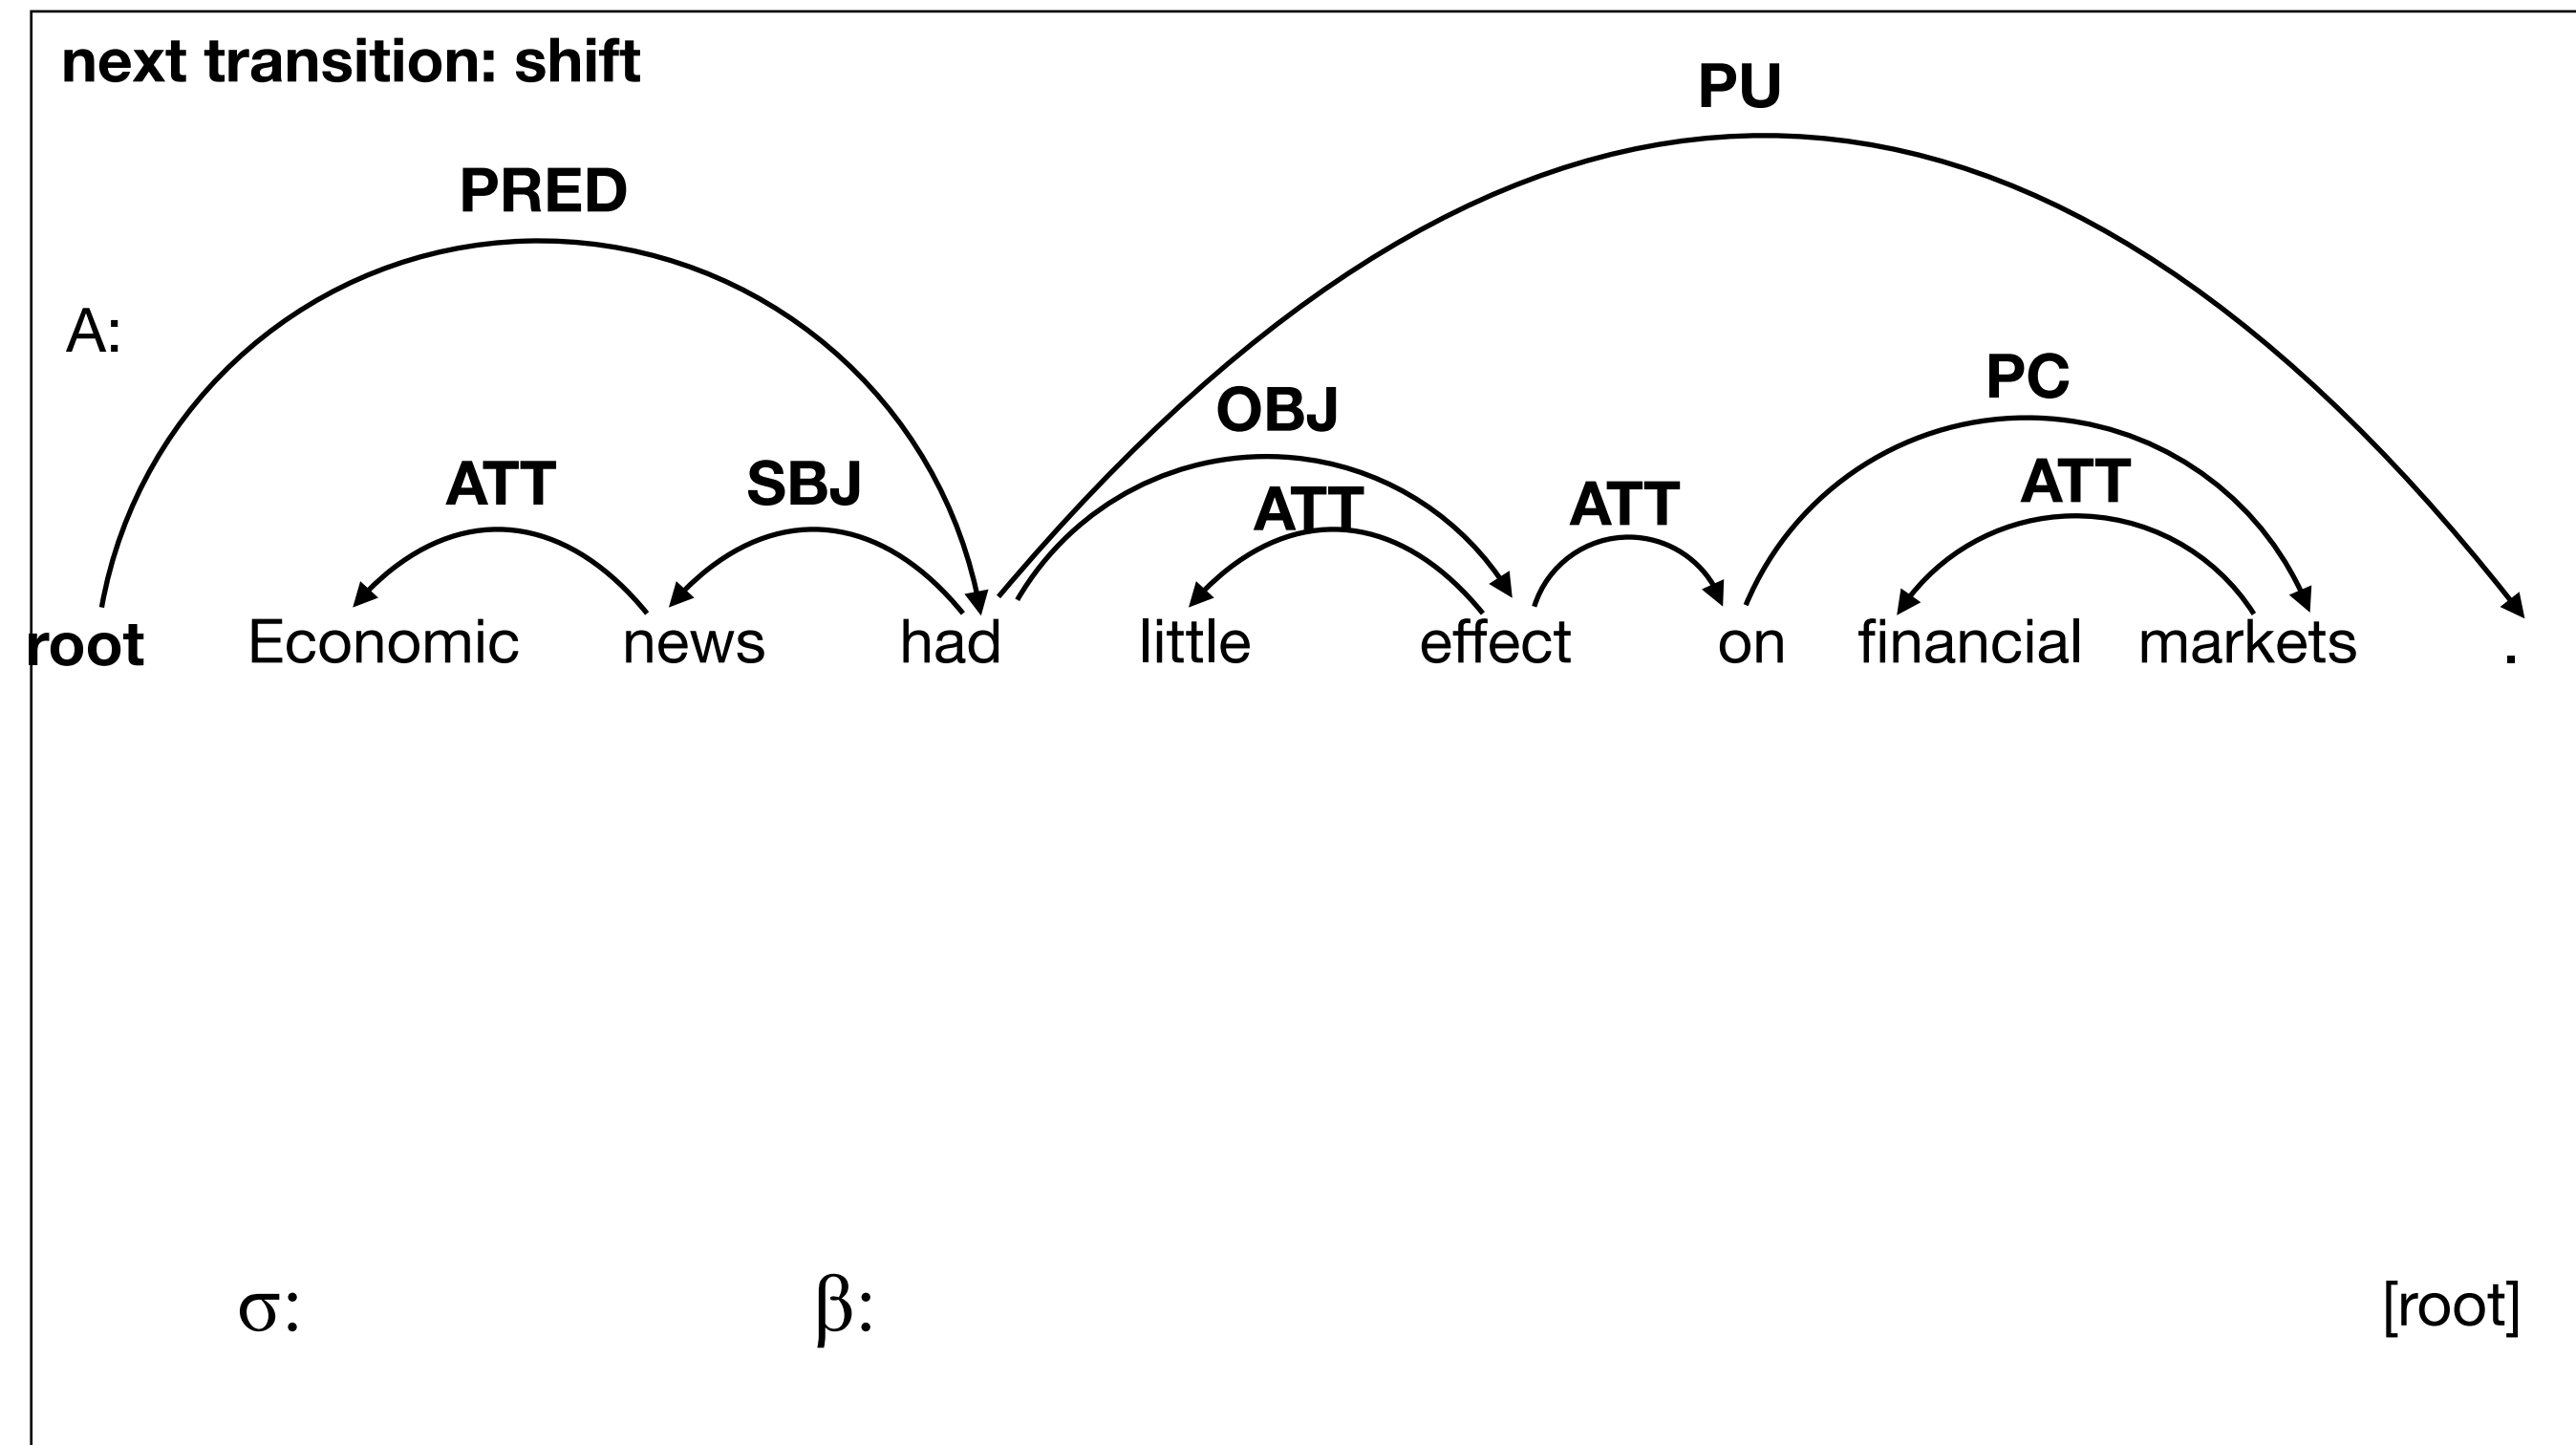 next transition: shift
PU
PRED
A:
PC
OBJ
ATT SBJ ATT ATT ATT
root Economic news had little effect on financial markets .
σ: β: [root]